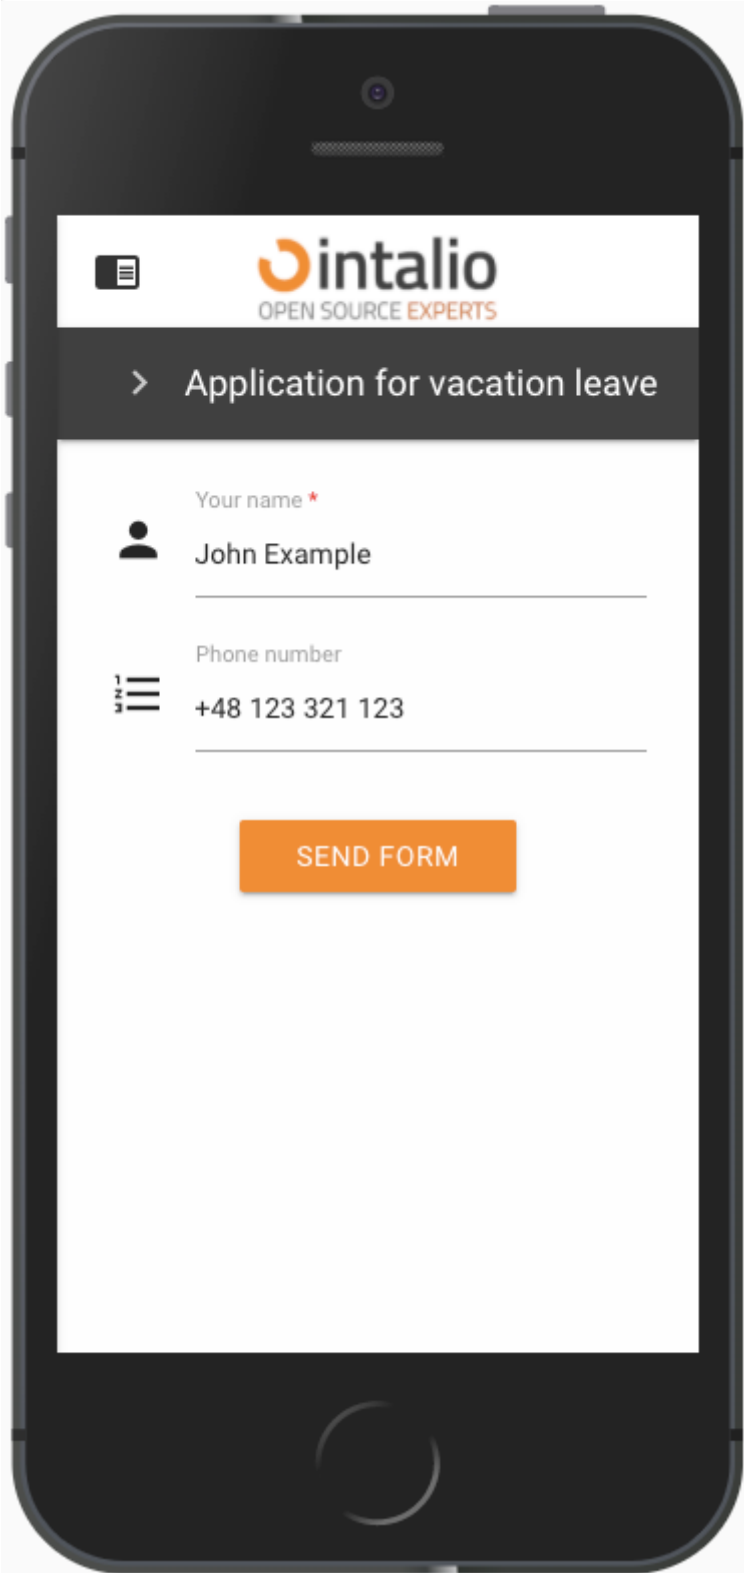 intalio
OPEN SOURCE EXPERTS
Application for vacation leave
Your name *
John Example
Phone number
+48 123 321 123
SEND FORM